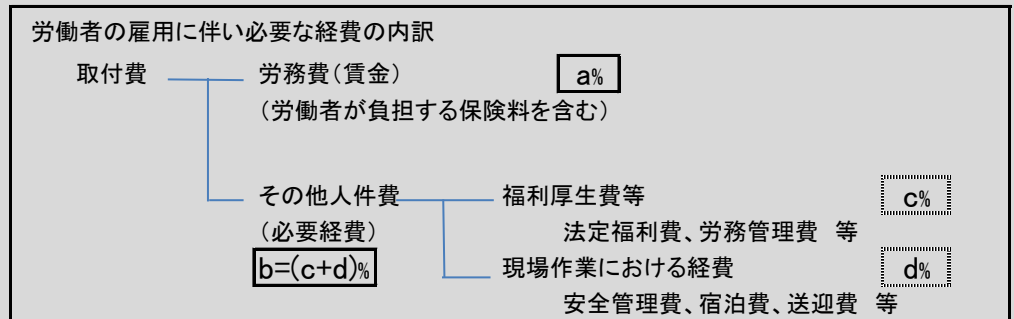 労働者の雇用に伴い必要な経費の内訳
取付費 労務費(賃金) a%
(労働者が負担する保険料を含む)
その他人件費 福利厚生費等 c%
(必要経費) 法定福利費、労務管理費 等
b=(c+d)% 現場作業における経費 d%
安全管理費、宿泊費、送迎費 等